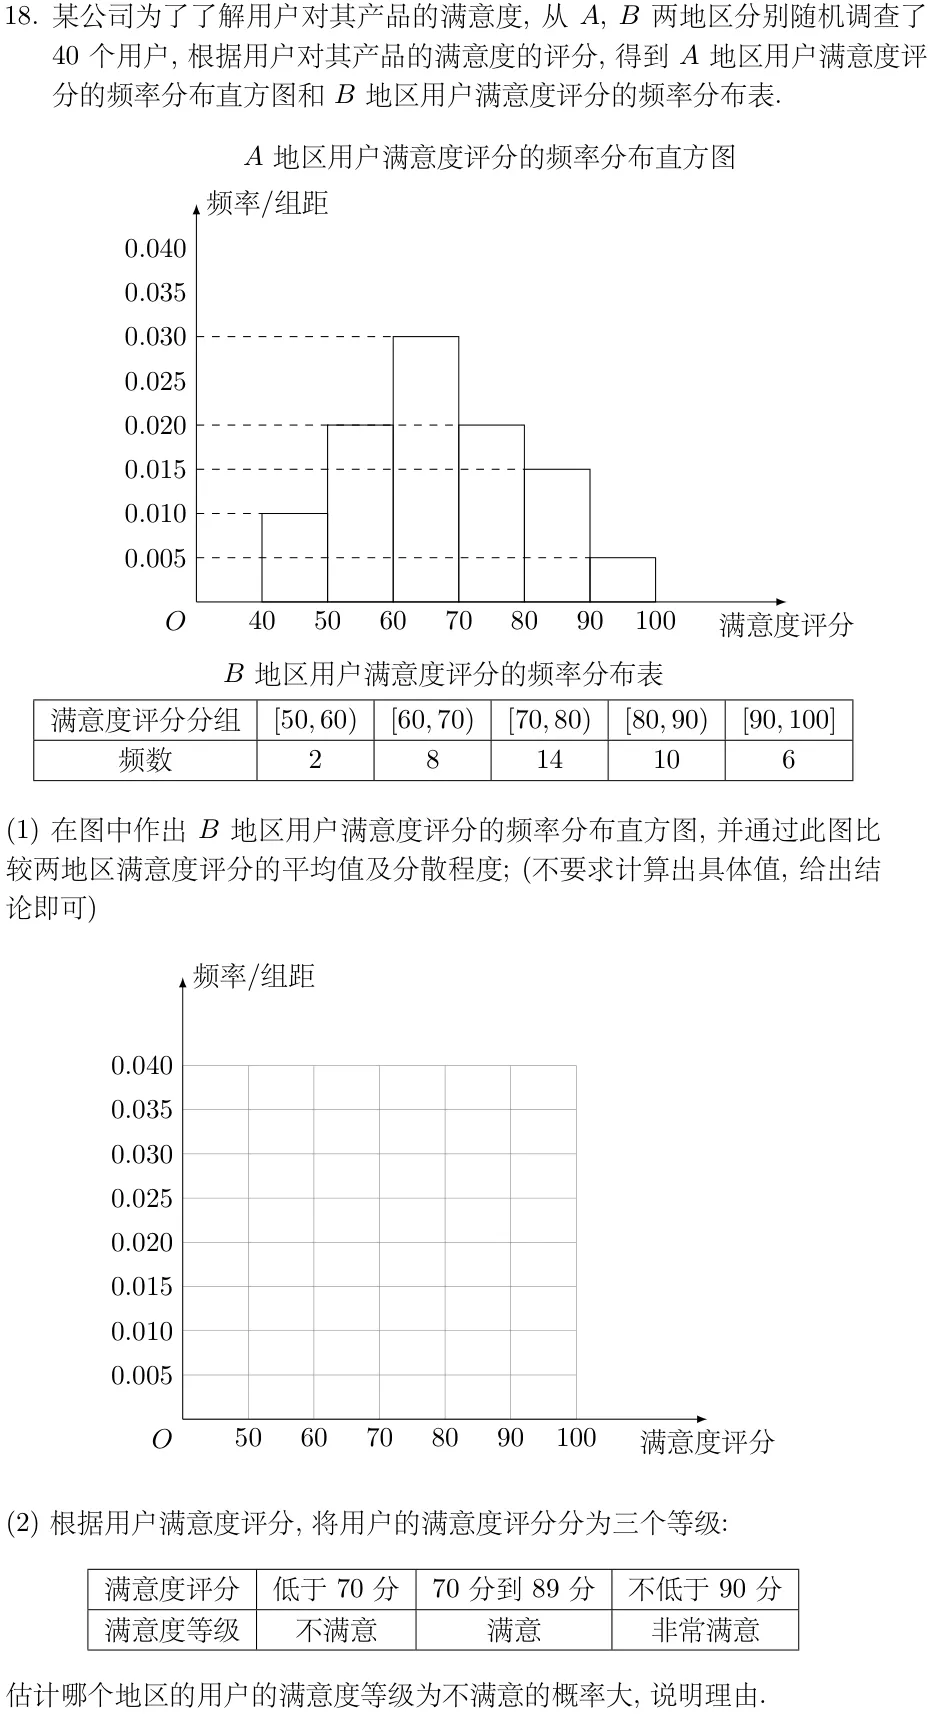 18. 某公司为了了解用户对其产品的满意度, 从 A, B 两地区分别随机调查了
40 个用户, 根据用户对其产品的满意度的评分, 得到 A 地区用户满意度评
分的频率分布直方图和 B 地区用户满意度评分的频率分布表.
A 地区用户满意度评分的频率分布直方图
频率/组距
0.040
0.035
0.030
0.025
0.020
0.015
0.010
0.005
O 40 50 60 70 80 90 100 满意度评分
B 地区用户满意度评分的频率分布表
满意度评分分组 [50, 60) [60, 70) [70, 80) [80, 90) [90, 100]
频数 2 8 14 10 6
(1) 在图中作出 B 地区用户满意度评分的频率分布直方图, 并通过此图比
较两地区满意度评分的平均值及分散程度; (不要求计算出具体值, 给出结
论即可)
频率/组距
0.040
0.035
0.030
0.025
0.020
0.015
0.010
0.005
O 50 60 70 80 90 100 满意度评分
(2) 根据用户满意度评分, 将用户的满意度评分分为三个等级:
满意度评分 低于 70 分 70 分到 89 分 不低于 90 分
满意度等级 不满意 满意 非常满意
估计哪个地区的用户的满意度等级为不满意的概率大, 说明理由.